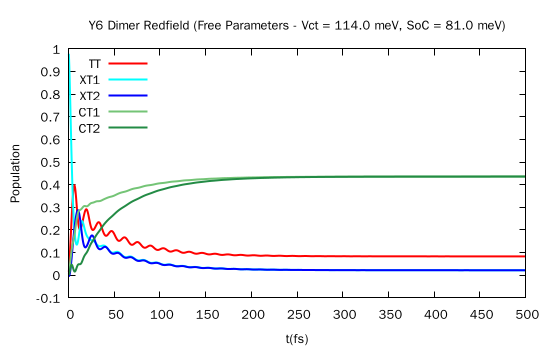 Y6 Dimer Redfield (Free Parameters - Vct = 114.0 meV, SoC = 81.0 meV)
1
0.9
0.8
0.7
0.6
0.5
0.4
0.3
0.2
0.1
0
-0.1
Population
TT
XT1
XT2
CT1
CT2
0 50 100 150 200 250 300 350 400 450 500
t(fs)